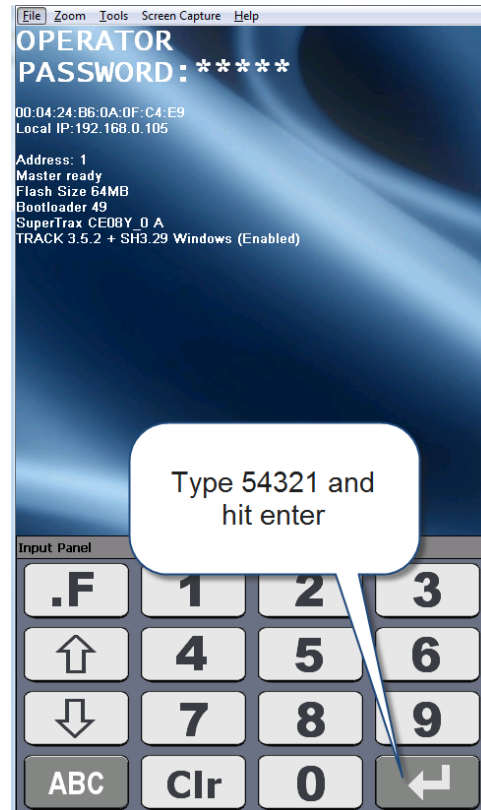 File Zoom Tools Screen Capture Help
OPERATOR
PASSWORD:*****
00:04:24:B6:0A:0F:C4:E9
Local IP:192.168.0.105
Address: 1
Master ready
Flash Size 64MB
Bootloader 49
SuperTrax CE08Y_0 A
TRACK 3.5.2 + SH3.29 Windows (Enabled)
Type 54321 and
hit enter
Input Panel
.F 1 2 3
4 5 6
7 8 9
ABC Clr 0